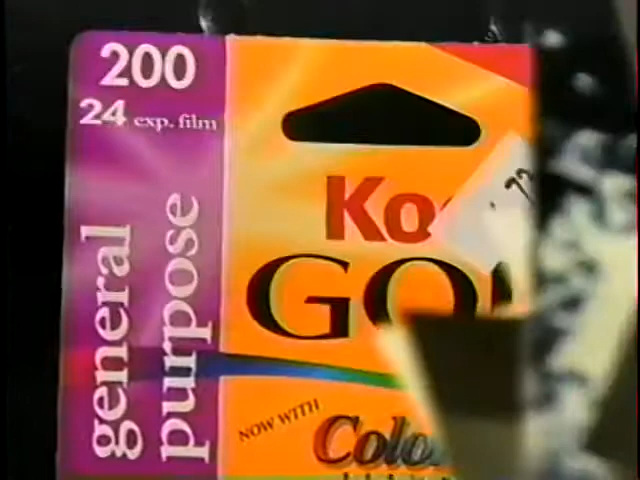 200
24 exp. film
general
purpose
Ko
GO
NOW WITH
Colo